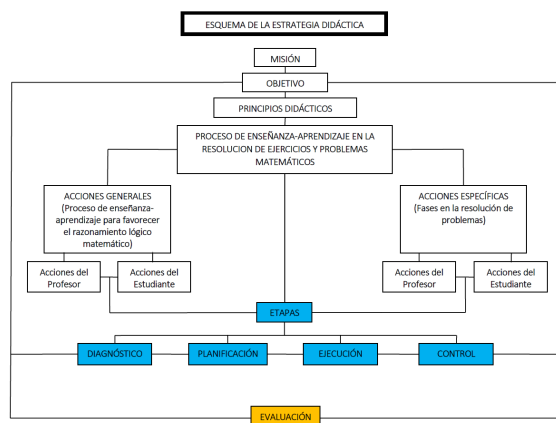 ESQUEMA DE LA ESTRATEGIA DIDÁCTICA
MISIÓN
OBJETIVO
PRINCIPIOS DIDÁCTICOS
PROCESO DE ENSEÑANZA-APRENDIZAJE EN LA
RESOLUCION DE EJERCICIOS Y PROBLEMAS
MATEMÁTICOS
ACCIONES GENERALES
(Proceso de enseñanza-
aprendizaje para favorecer
el razonamiento lógico
matemático)
ACCIONES ESPECÍFICAS
(Fases en la resolución de
problemas)
Acciones del
Profesor
Acciones del
Estudiante
Acciones del
Profesor
Acciones del
Estudiante
ETAPAS
DIAGNÓSTICO
PLANIFICACIÓN
EJECUCIÓN
CONTROL
EVALUACIÓN